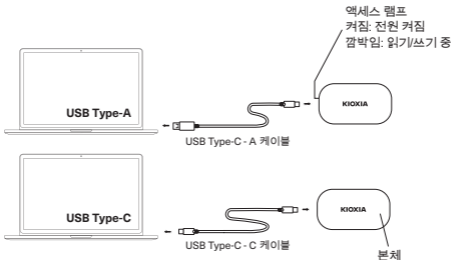 액세스 램프
켜짐: 전원 켜짐
깜박임: 읽기/쓰기 중
USB Type-A
KIOXIA
USB Type-C - A 케이블
USB Type-C
KIOXIA
USB Type-C - C 케이블
본체